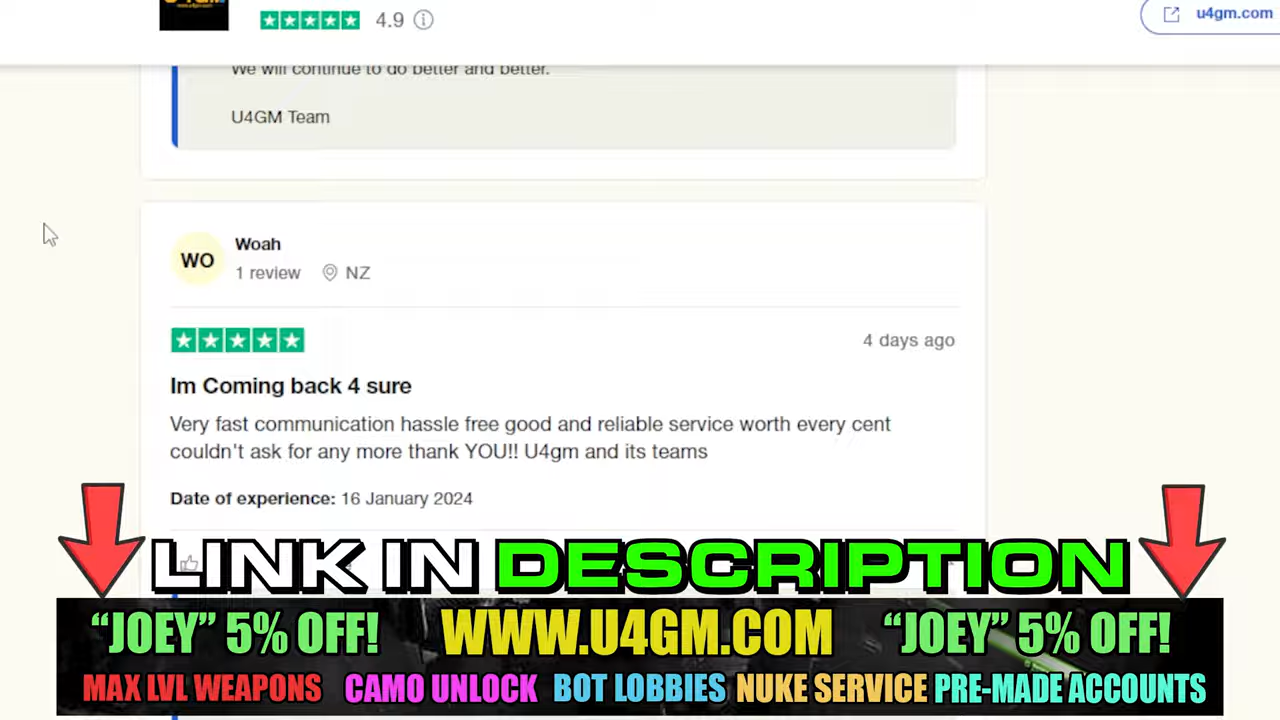 www.u4gm.com
4.9
u4gm.com
We will continue to do better and better.
U4GM Team
WO
Woah
1 review
NZ
4 days ago
Im Coming back 4 sure
Very fast communication hassle free good and reliable service worth every cent
couldn't ask for any more thank YOU!! U4gm and its teams
Date of experience: 16 January 2024
LINK IN DESCRIPTION
“JOEY” 5% OFF!
WWW.U4GM.COM
“JOEY” 5% OFF!
MAX LVL WEAPONS
CAMO UNLOCK
BOT LOBBIES
NUKE SERVICE
PRE-MADE ACCOUNTS